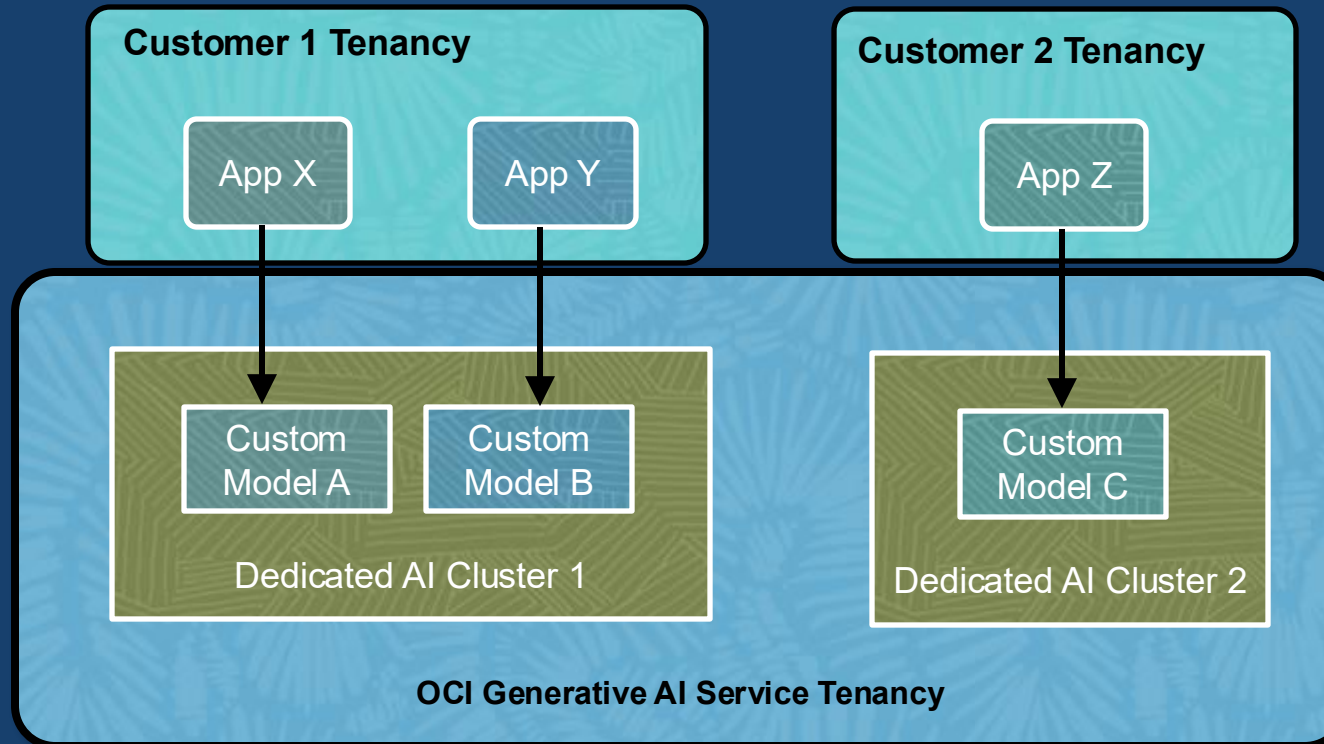 Customer 1 Tenancy
Customer 2 Tenancy
App X
App Y
App Z
Custom
Model A
Custom
Model B
Custom
Model C
Dedicated AI Cluster 1
Dedicated AI Cluster 2
OCI Generative AI Service Tenancy